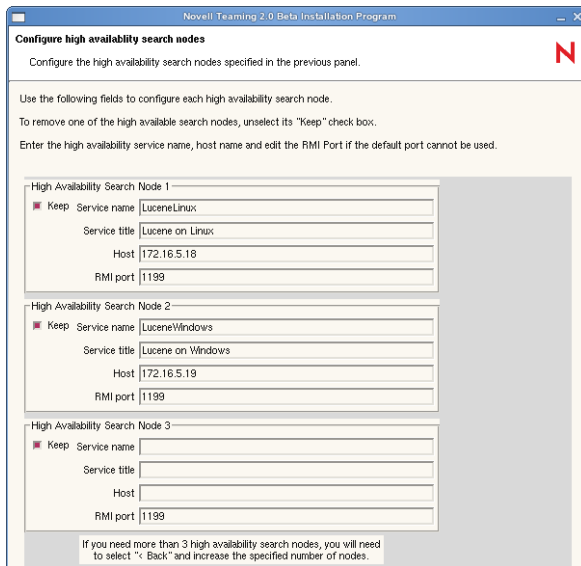 Novell Teaming 2.0 Beta Installation Program
Configure high availablity search nodes
Configure the high availability search nodes specified in the previous panel.
N
Use the following fields to configure each high availability search node.
To remove one of the high available search nodes, unselect its "Keep" check box.
Enter the high availability service name, host name and edit the RMI Port if the default port cannot be used.
High Availability Search Node 1
Keep Service name LuceneLinux
Service title Lucene on Linux
Host 172.16.5.18
RMI port 1199
High Availability Search Node 2
Keep Service name LuceneWindows
Service title Lucene on Windows
Host 172.16.5.19
RMI port 1199
High Availability Search Node 3
Keep Service name
Service title
Host
RMI port 1199
If you need more than 3 high availability search nodes, you will need
to select "< Back" and increase the specified number of nodes.